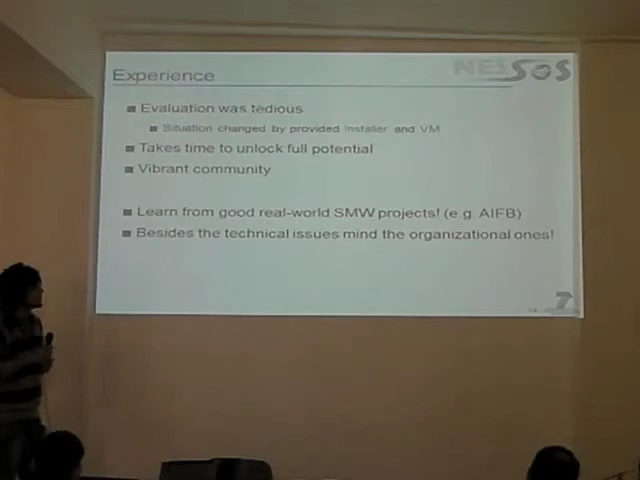 NESSOS
Experience
Evaluation was tedious
Situation changed by provided Installer and VM
Takes time to unlock full potential
Vibrant community
Learn from good real-world SMW projects! (e.g. AIFB)
Besides the technical issues mind the organizational ones!